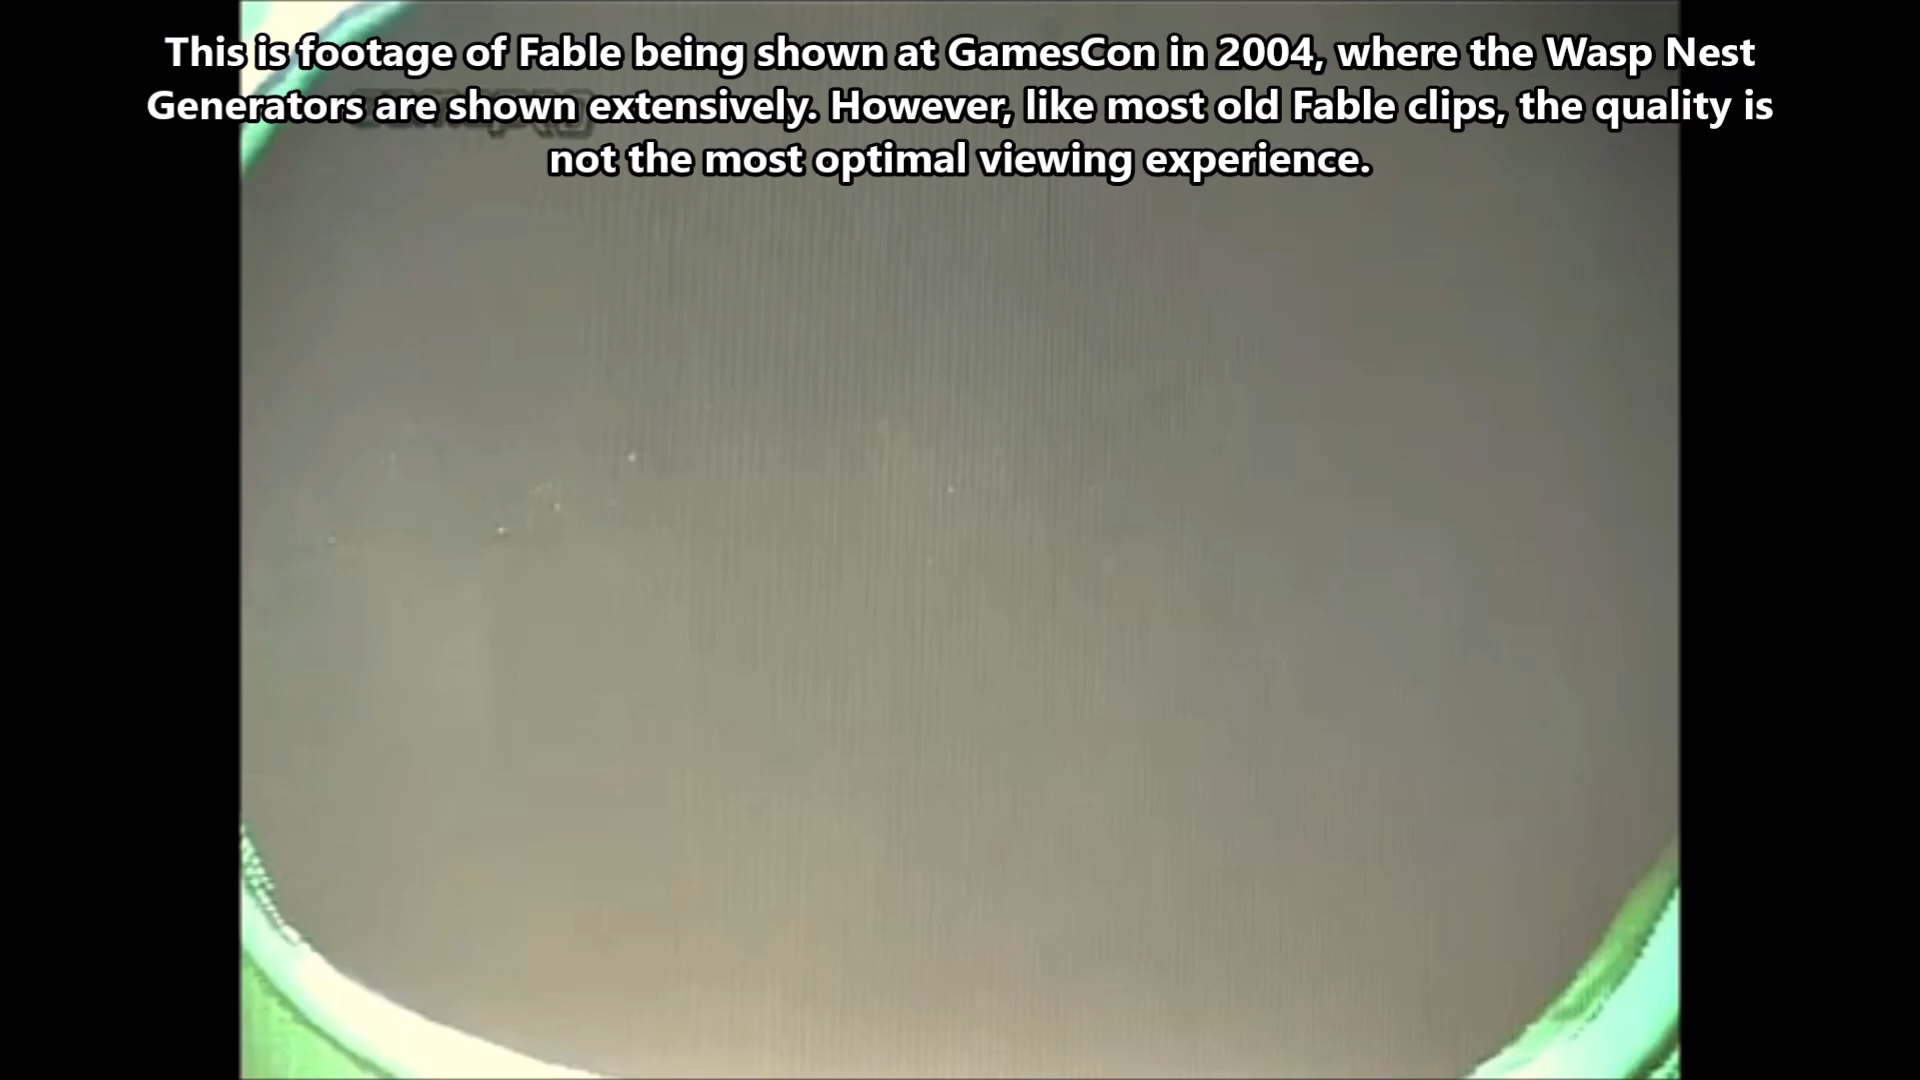 This is footage of Fable being shown at GamesCon in 2004, where the Wasp Nest
Generators are shown extensively. However, like most old Fable clips, the quality is
not the most optimal viewing experience.